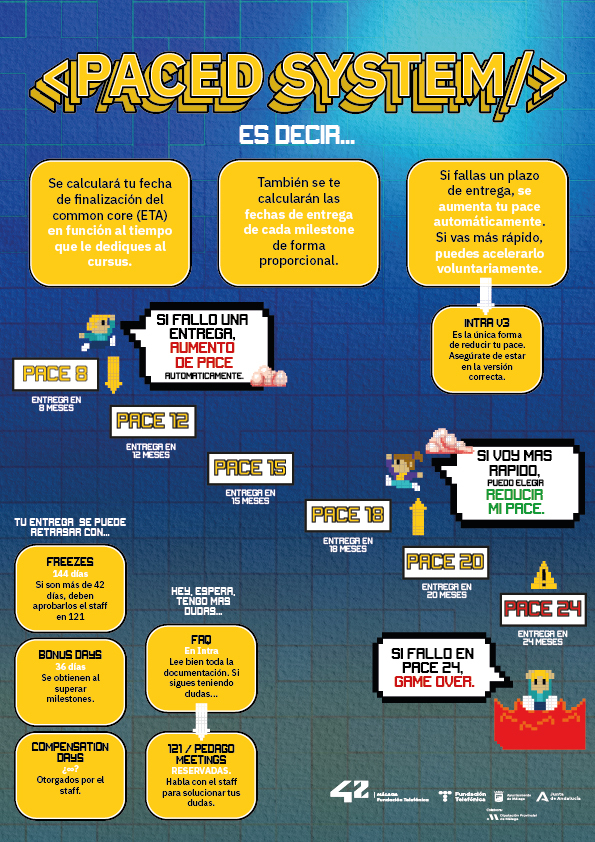 <PACED SYSTEM/>
ES DECIR...
Se calculará tu fecha
de finalización del
common core (ETA)
en función al tiempo
que le dediques al
cursus.
También se te
calcularán las
fechas de entrega
de cada milestone
de forma
proporcional.
Si fallas un plazo
de entrega, se
aumenta tu pace
automáticamente.
Si vas más rápido,
puedes acelerarlo
voluntariamente.
INTRA V3
Es la única forma
de reducir tu pace.
Asegúrate de estar
en la versión
correcta.
SI FALLO UNA
ENTREGA,
AUMENTO
DE PACE
AUTOMATICAMENTE.
PACE 8
ENTREGA EN
8 MESES
PACE 12
ENTREGA EN
12 MESES
PACE 15
ENTREGA EN
15 MESES
SI VOY MAS
RAPIDO,
PUEDO ELEGIR
REDUCIR
MI PACE.
PACE 18
ENTREGA EN
18 MESES
PACE 20
ENTREGA EN
20 MESES
PACE 24
ENTREGA EN
24 MESES
SI FALLO EN
PACE 24,
GAME OVER.
TU ENTREGA SE PUEDE
RETRASAR CON...
FREEZES
144 días
Si son más de 42
días, deben
aprobarlos el staff
en 121
BONUS DAYS
36 días
Se obtienen al
superar
milestones.
COMPENSATION
DAYS
¿∞?
Otorgados por el
staff.
HEY, ESPERA,
TENGO MAS
DUDAS...
FAQ
En Intra
Lee bien toda la
documentación. Si
sigues teniendo
dudas...
121 / PEDAGO
MEETINGS
RESERVADAS.
Habla con el staff
para solucionar tus
dudas.
42 MÁLAGA
Fundación Telefónica
Fundación
Telefónica
Ayuntamiento
de Málaga
Junta
de Andalucía
Colabora:
Diputación Provincial
de Málaga